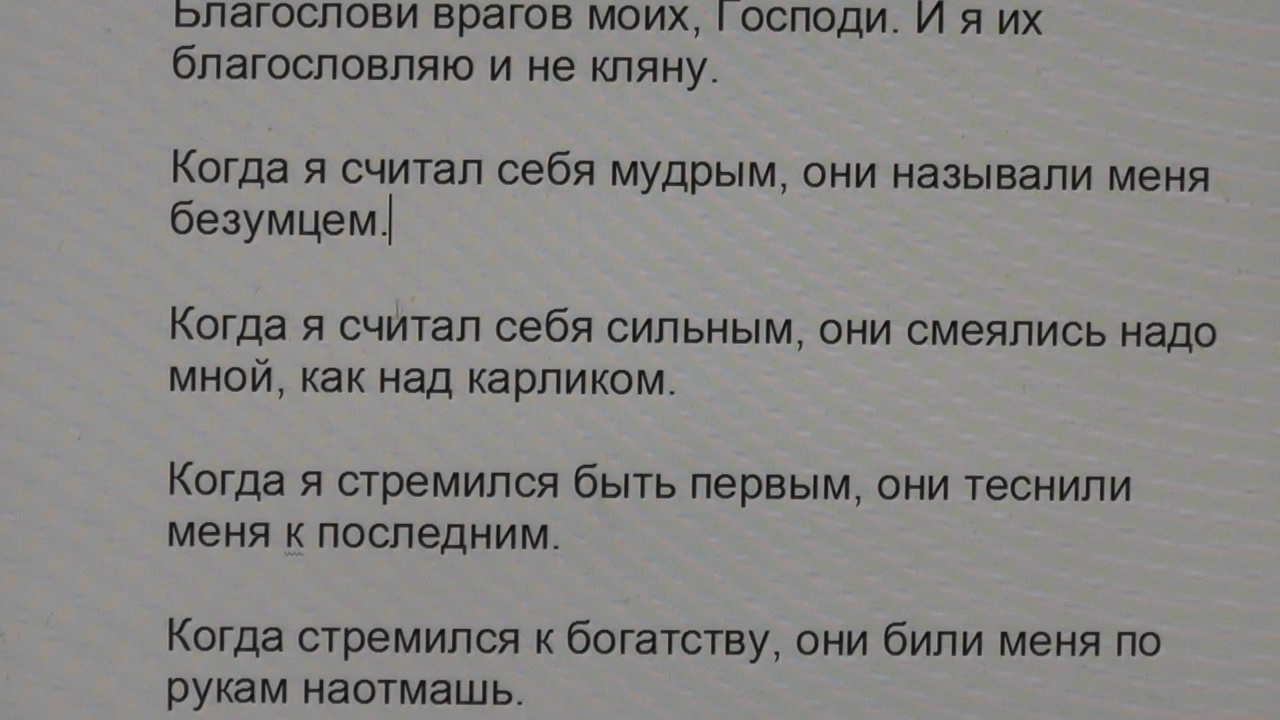 Благослови врагов моих, Господи. И я их
благословляю и не кляну.
Когда я считал себя мудрым, они называли меня
безумцем.
Когда я считал себя сильным, они смеялись надо
мной, как над карликом.
Когда я стремился быть первым, они теснили
меня к последним.
Когда стремился к богатству, они били меня по
рукам наотмашь.